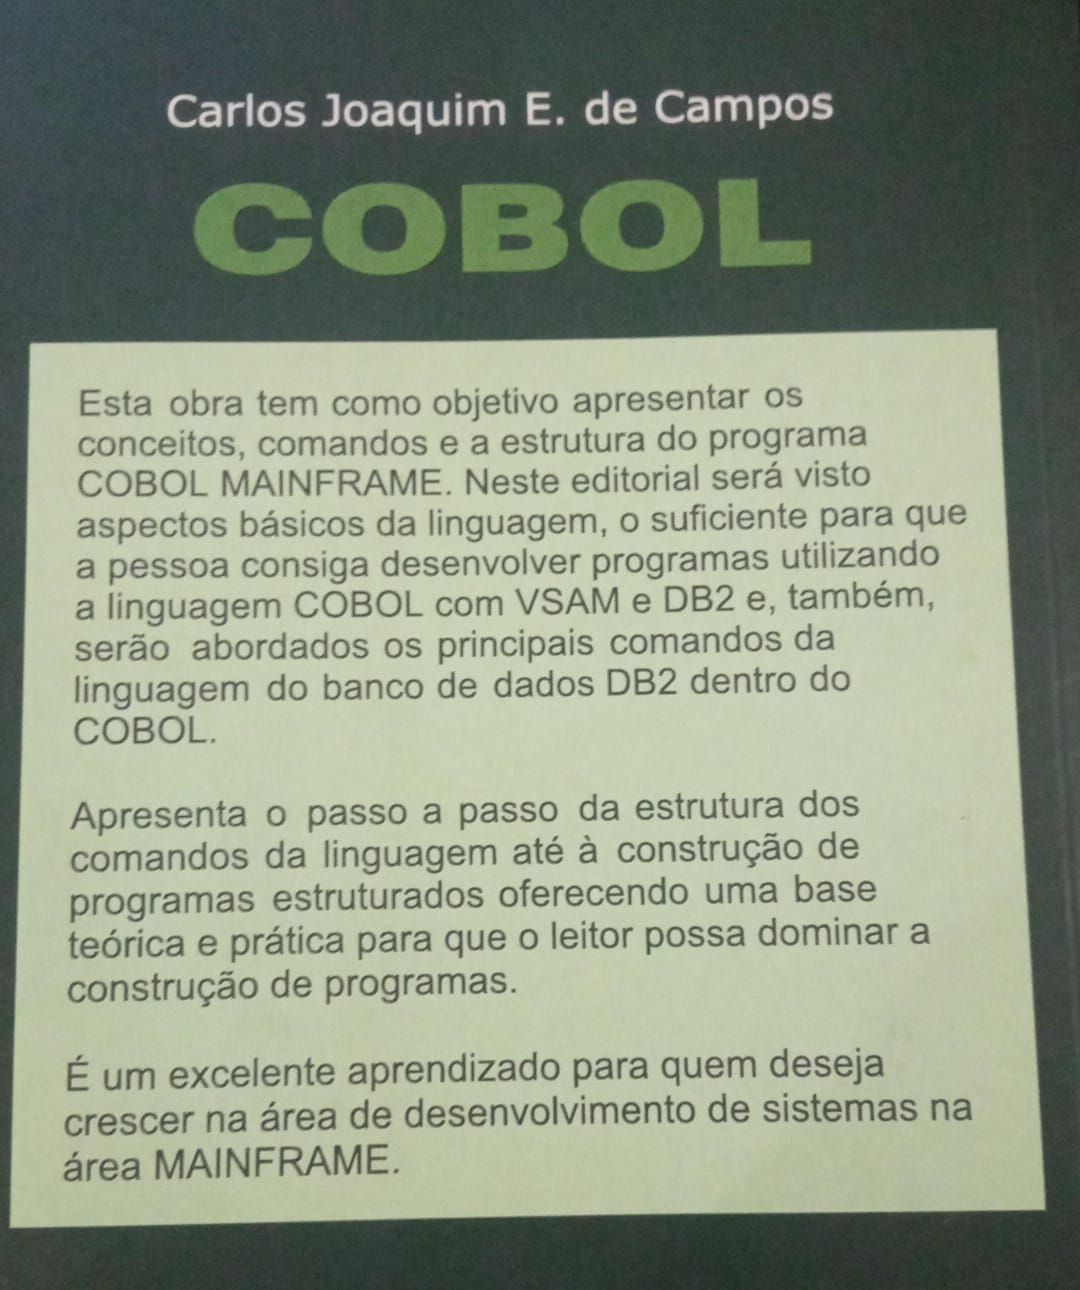 Carlos Joaquim E. de Campos
COBOL
Esta obra tem como objetivo apresentar os
conceitos, comandos e a estrutura do programa
COBOL MAINFRAME. Neste editorial será visto
aspectos básicos da linguagem, o suficiente para que
a pessoa consiga desenvolver programas utilizando
a linguagem COBOL com VSAM e DB2 e, também,
serão abordados os principais comandos da
linguagem do banco de dados DB2 dentro do
COBOL.
Apresenta o passo a passo da estrutura dos
comandos da linguagem até à construção de
programas estruturados oferecendo uma base
teórica e prática para que o leitor possa dominar a
construção de programas.
É um excelente aprendizado para quem deseja
crescer na área de desenvolvimento de sistemas na
área MAINFRAME.